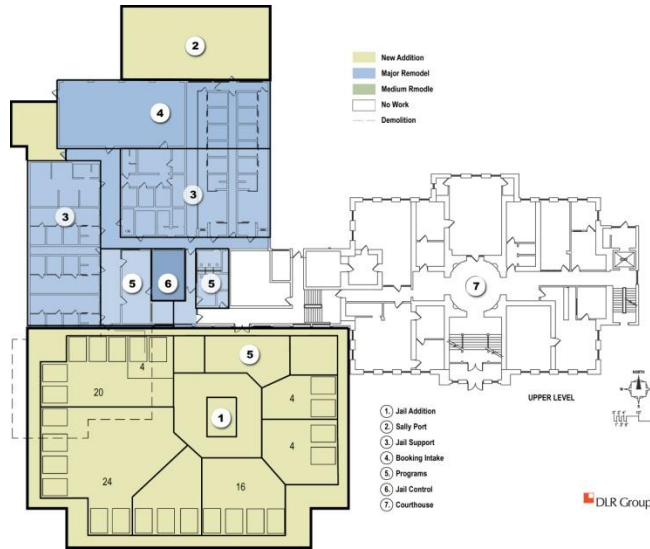 2
New Addition
Major Remodel
Medium Rmodle
No Work
Demolition
4
3
3
5
6
5
7
5
4
20
1
4
4
24
16
UPPER LEVEL
NORTH
1. Jail Addition
2. Sally Port
3. Jail Support
4. Booking Intake
5. Programs
6. Jail Control
7. Courthouse
DLR Group